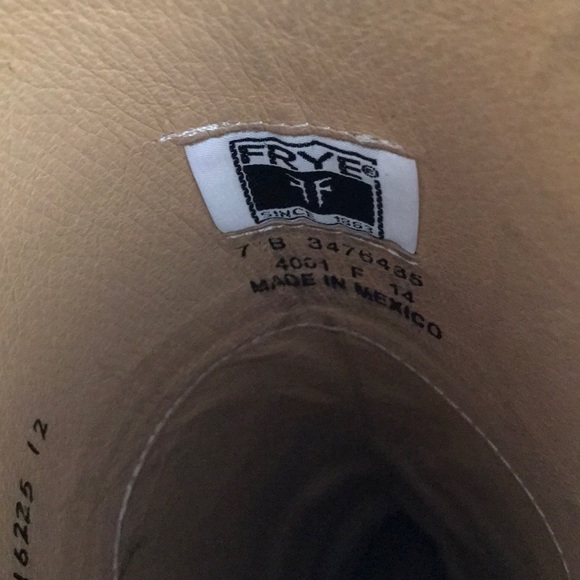 FRYE®
SINCE 1863
7 B 3476485
4001 F 14
MADE IN MEXICO
16225 12